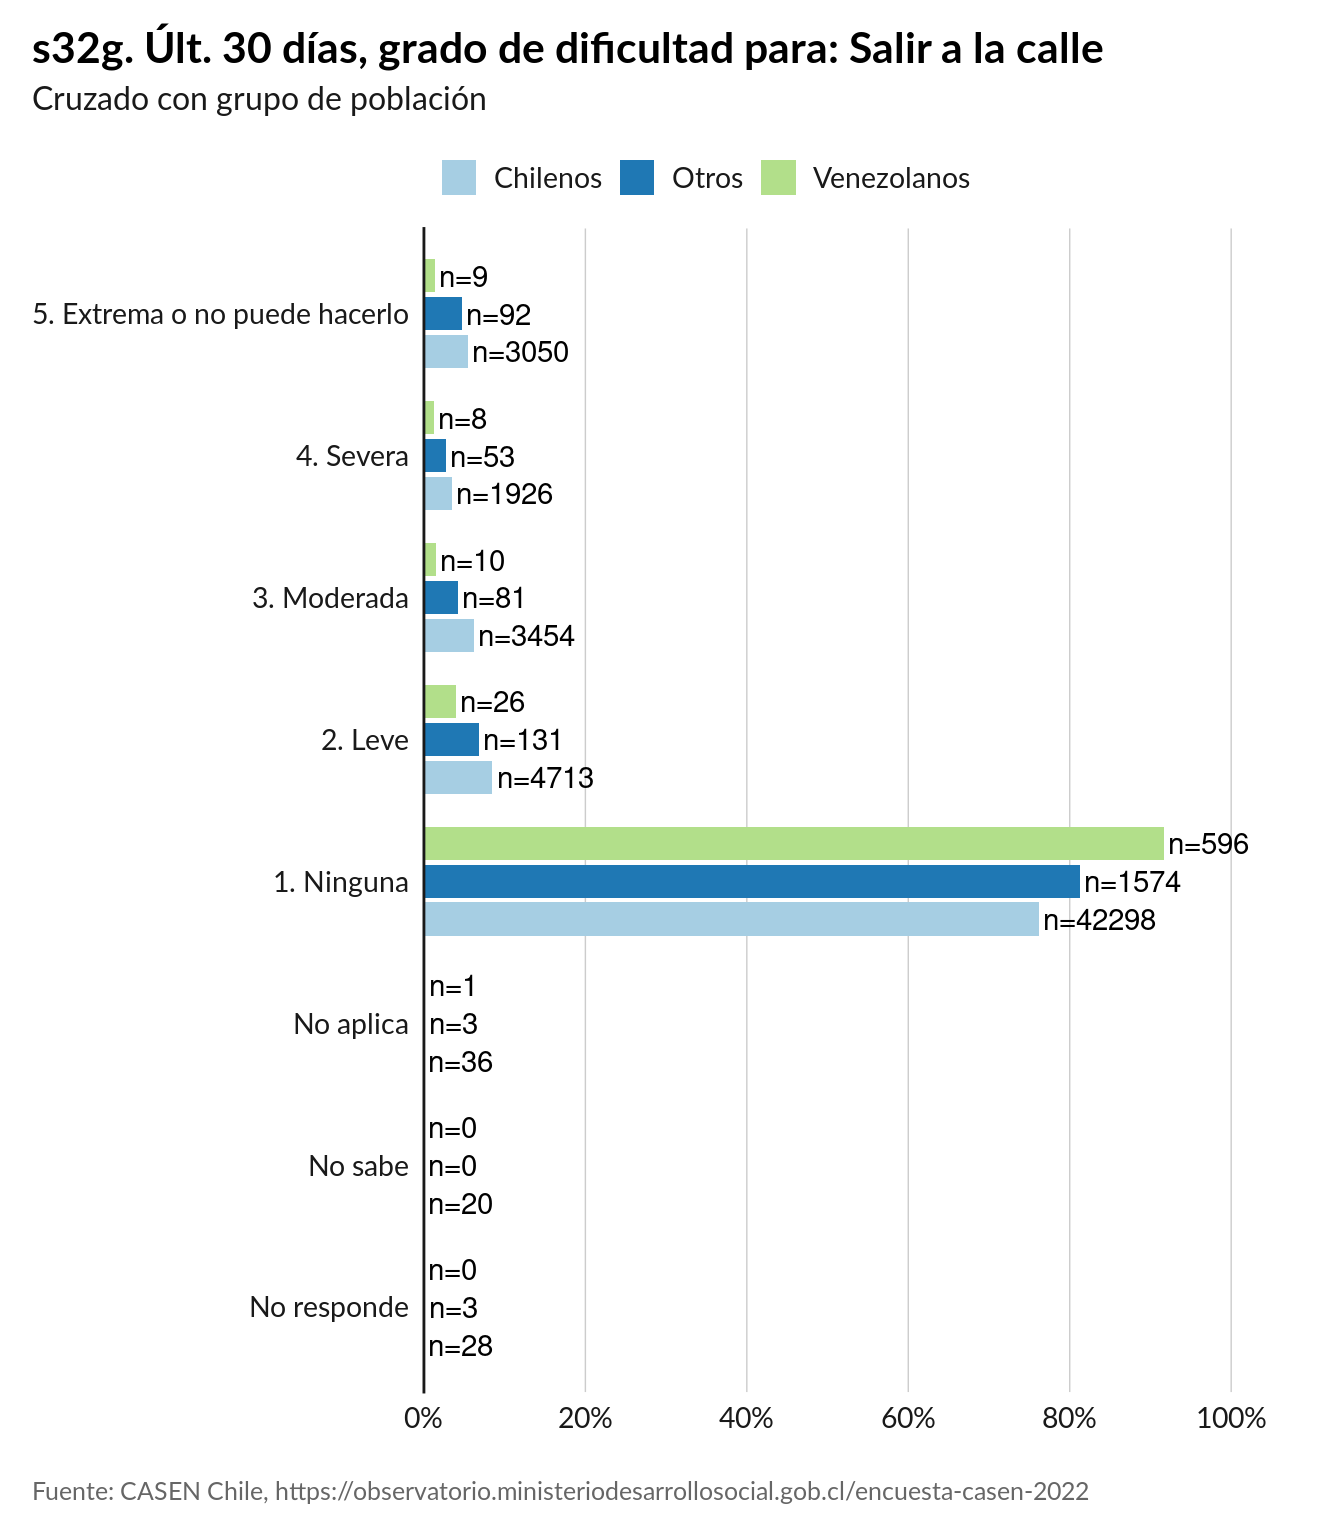 s32g. Últ. 30 días, grado de dificultad para: Salir a la calle
Cruzado con grupo de población
Chilenos Otros Venezolanos
n=9
5. Extrema o no puede hacerlo n=92
n=3050
n=8
4. Severa n=53
n=1926
n=10
3. Moderada n=81
n=3454
n=26
2. Leve n=131
n=4713
n=596
1. Ninguna n=1574
n=42298
n=1
No aplica n=3
n=36
n=0
No sabe n=0
n=20
n=0
No responde n=3
n=28
0% 20% 40% 60% 80% 100%
Fuente: CASEN Chile, https://observatorio.ministeriodesarrollosocial.gob.cl/encuesta-casen-2022